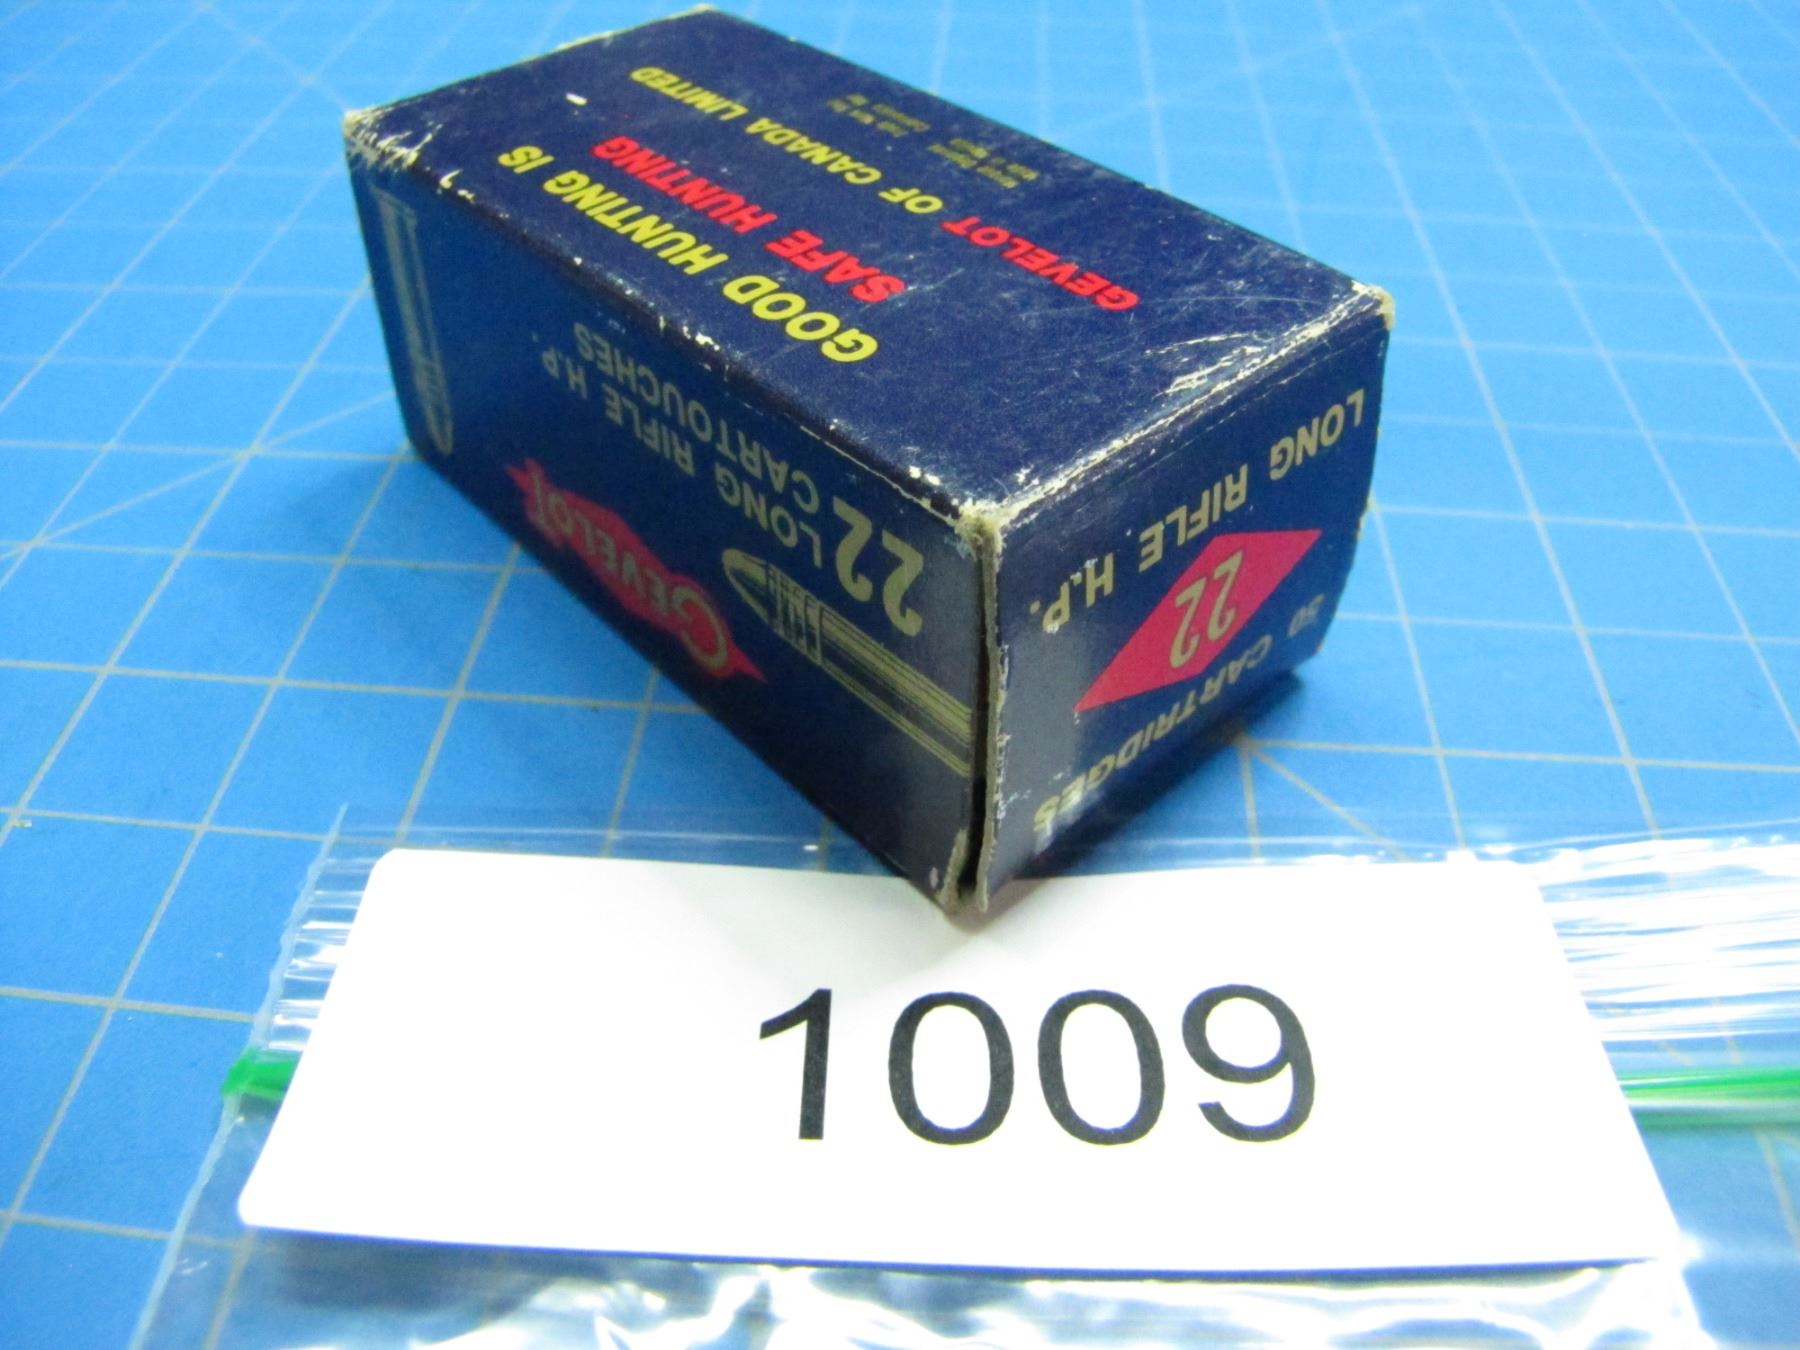 GOOD HUNTING IS
SAFE HUNTING
GEVELOT OF CANADA LIMITED
22 LONG RIFLE H.P.
CARTOUCHES
GEVELOT
LONG RIFLE H.P.
22
50 CARTRIDGES
1009